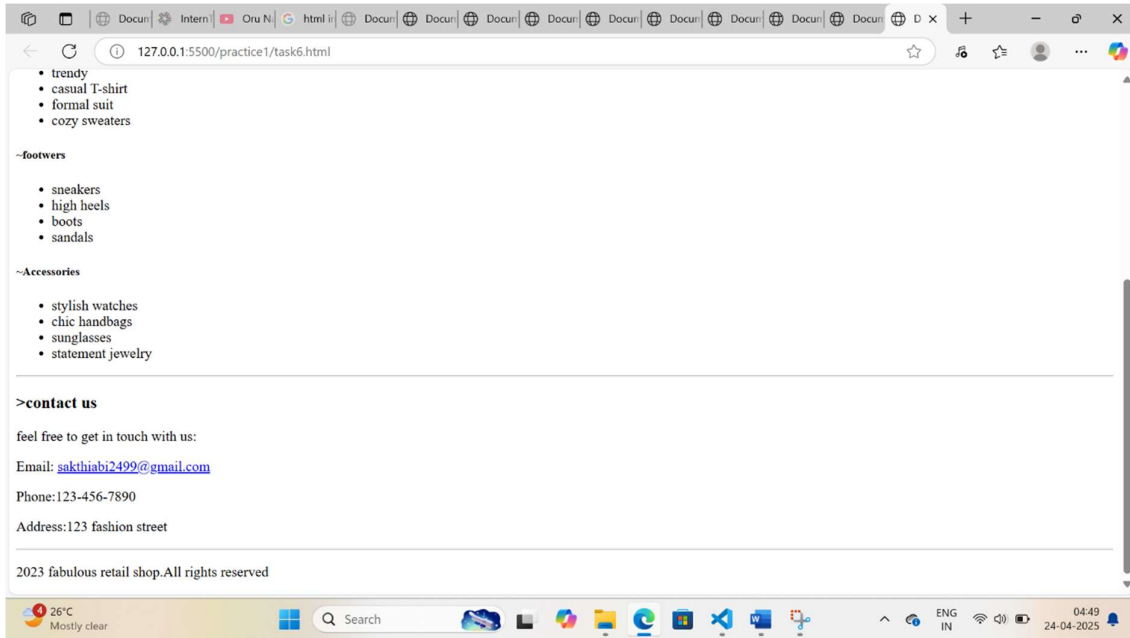 Docum
InternT
Oru N
html in
Docum
Docum
Docum
Docum
Docum
Docum
Docum
Docum
Docum
D
127.0.0.1:5500/practice1/task6.html
• trendy
• casual T-shirt
• formal suit
• cozy sweaters
~footwers
• sneakers
• high heels
• boots
• sandals
~Accessories
• stylish watches
• chic handbags
• sunglasses
• statement jewelry
>contact us
feel free to get in touch with us:
Email: sakthiabi2499@gmail.com
Phone:123-456-7890
Address:123 fashion street
2023 fabulous retail shop.All rights reserved
4
26°C
Mostly clear
Search
ENG
IN
04:49
24-04-2025